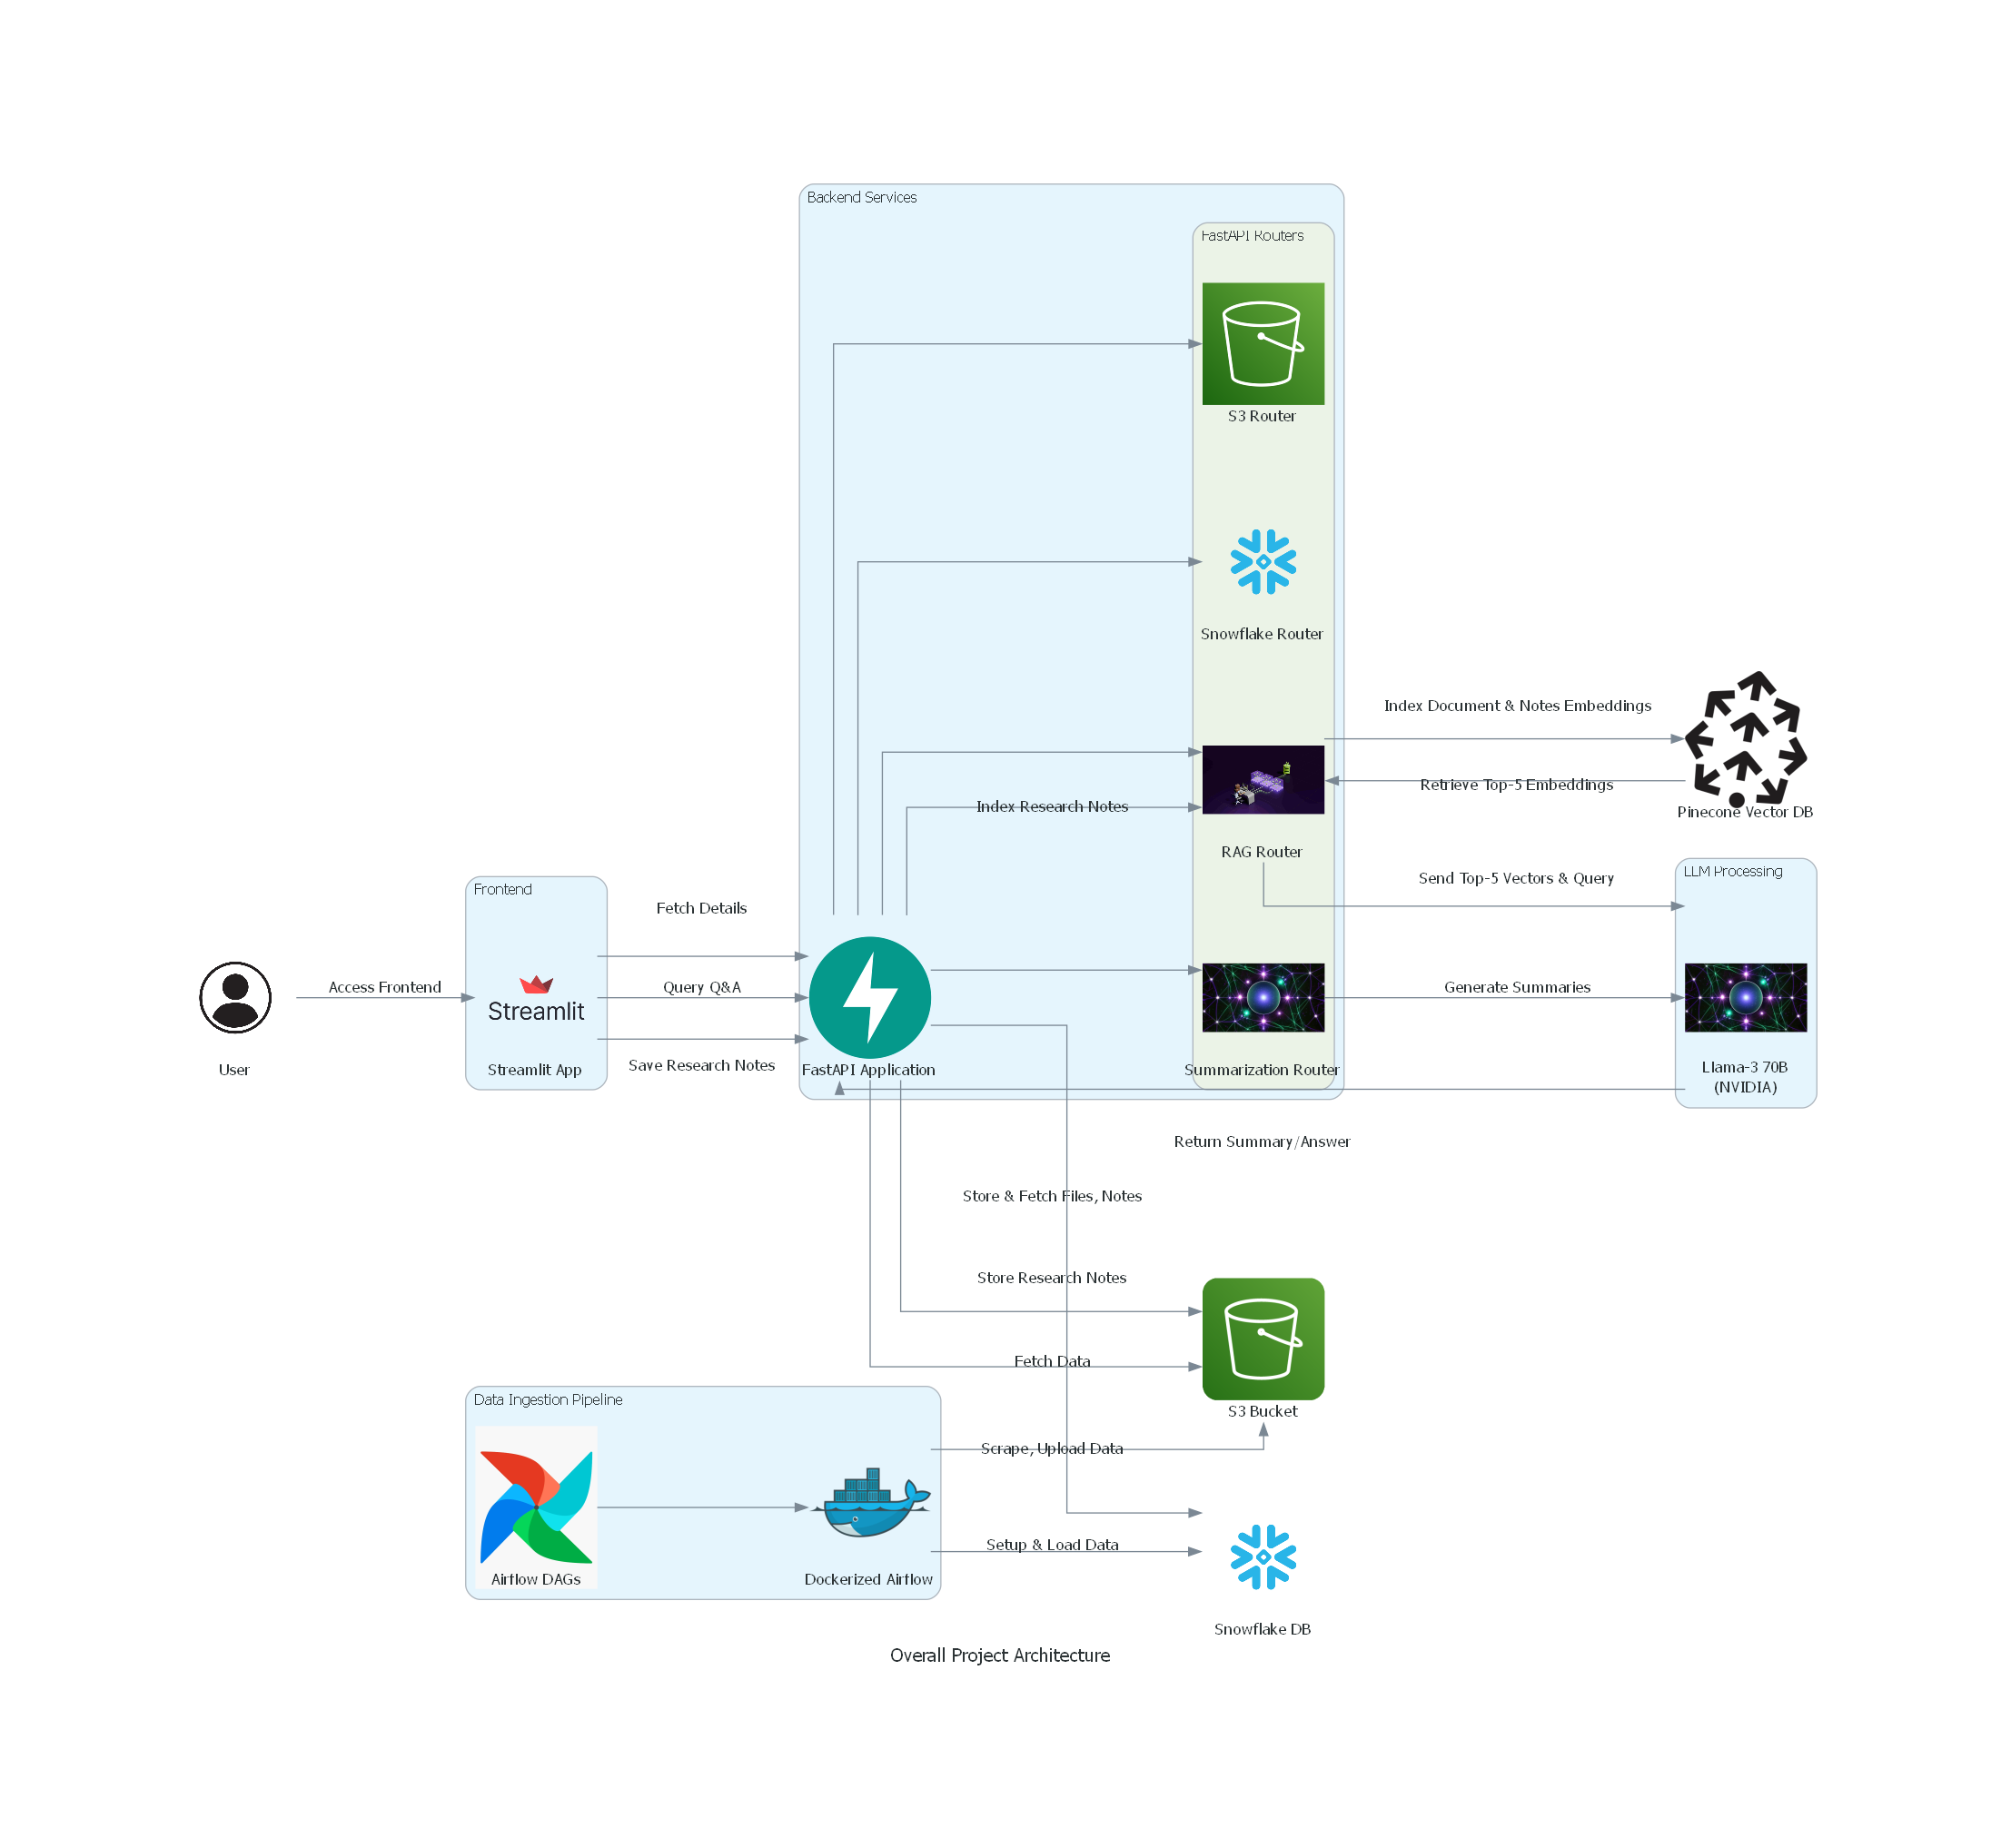 Backend Services
FastAPI Routers
S3 Router
Snowflake Router
Index Document & Notes Embeddings
Retrieve Top-5 Embeddings
Pinecone Vector DB
Index Research Notes
RAG Router
Send Top-5 Vectors & Query
LLM Processing
Frontend
Fetch Details
Access Frontend
Streamlit
Query Q&A
Generate Summaries
User
Streamlit App
Save Research Notes
FastAPI Application
Summarization Router
Llama-3 70B
(NVIDIA)
Return Summary/Answer
Store & Fetch Files, Notes
Store Research Notes
Fetch Data
S3 Bucket
Data Ingestion Pipeline
Scrape, Upload Data
Setup & Load Data
Airflow DAGs
Dockerized Airflow
Snowflake DB
Overall Project Architecture